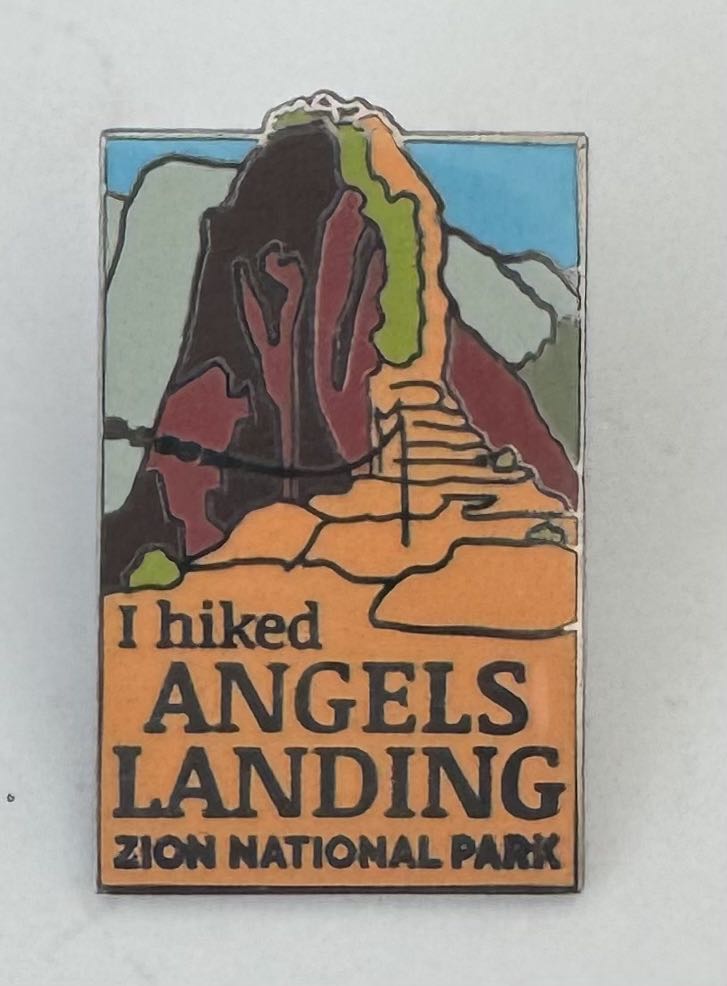 I hiked
ANGELS
LANDING
ZION NATIONAL PARK